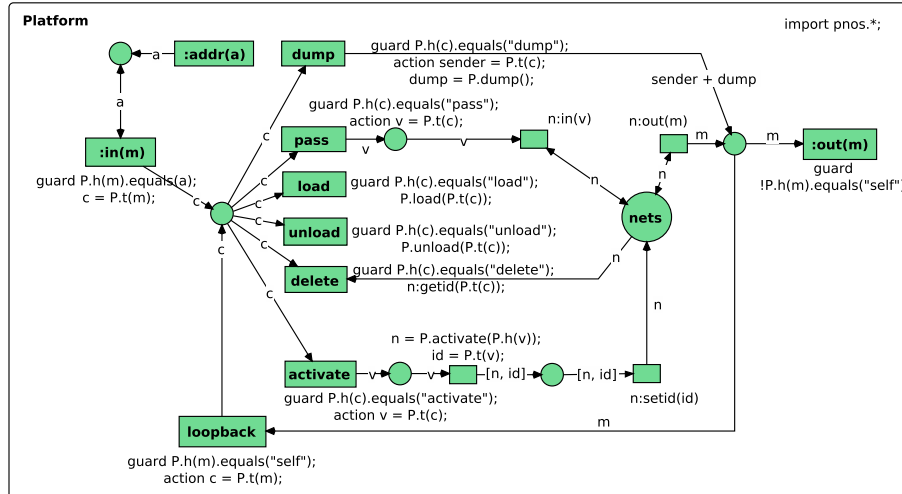 Platform
import pnos.*;
a
:addr(a)
a
:in(m)
guard P.h(m).equals(a);
c = P.t(m);
c
c
dump
guard P.h(c).equals("dump");
action sender = P.t(c);
dump = P.dump();
sender + dump
guard P.h(c).equals("pass");
action v = P.t(c);
c
pass
v
v
n:in(v)
n
n:out(m)
m
n
m
:out(m)
guard
!P.h(m).equals("self")
c
load
guard P.h(c).equals("load");
P.load(P.t(c));
c
unload
guard P.h(c).equals("unload");
P.unload(P.t(c));
nets
c
delete
guard P.h(c).equals("delete");
n:getid(P.t(c));
n
c
c
n
n = P.activate(P.h(v));
id = P.t(v);
activate
v
v
[n, id]
[n, id]
n:setid(id)
guard P.h(c).equals("activate");
action v = P.t(c);
m
loopback
guard P.h(m).equals("self");
action c = P.t(m);